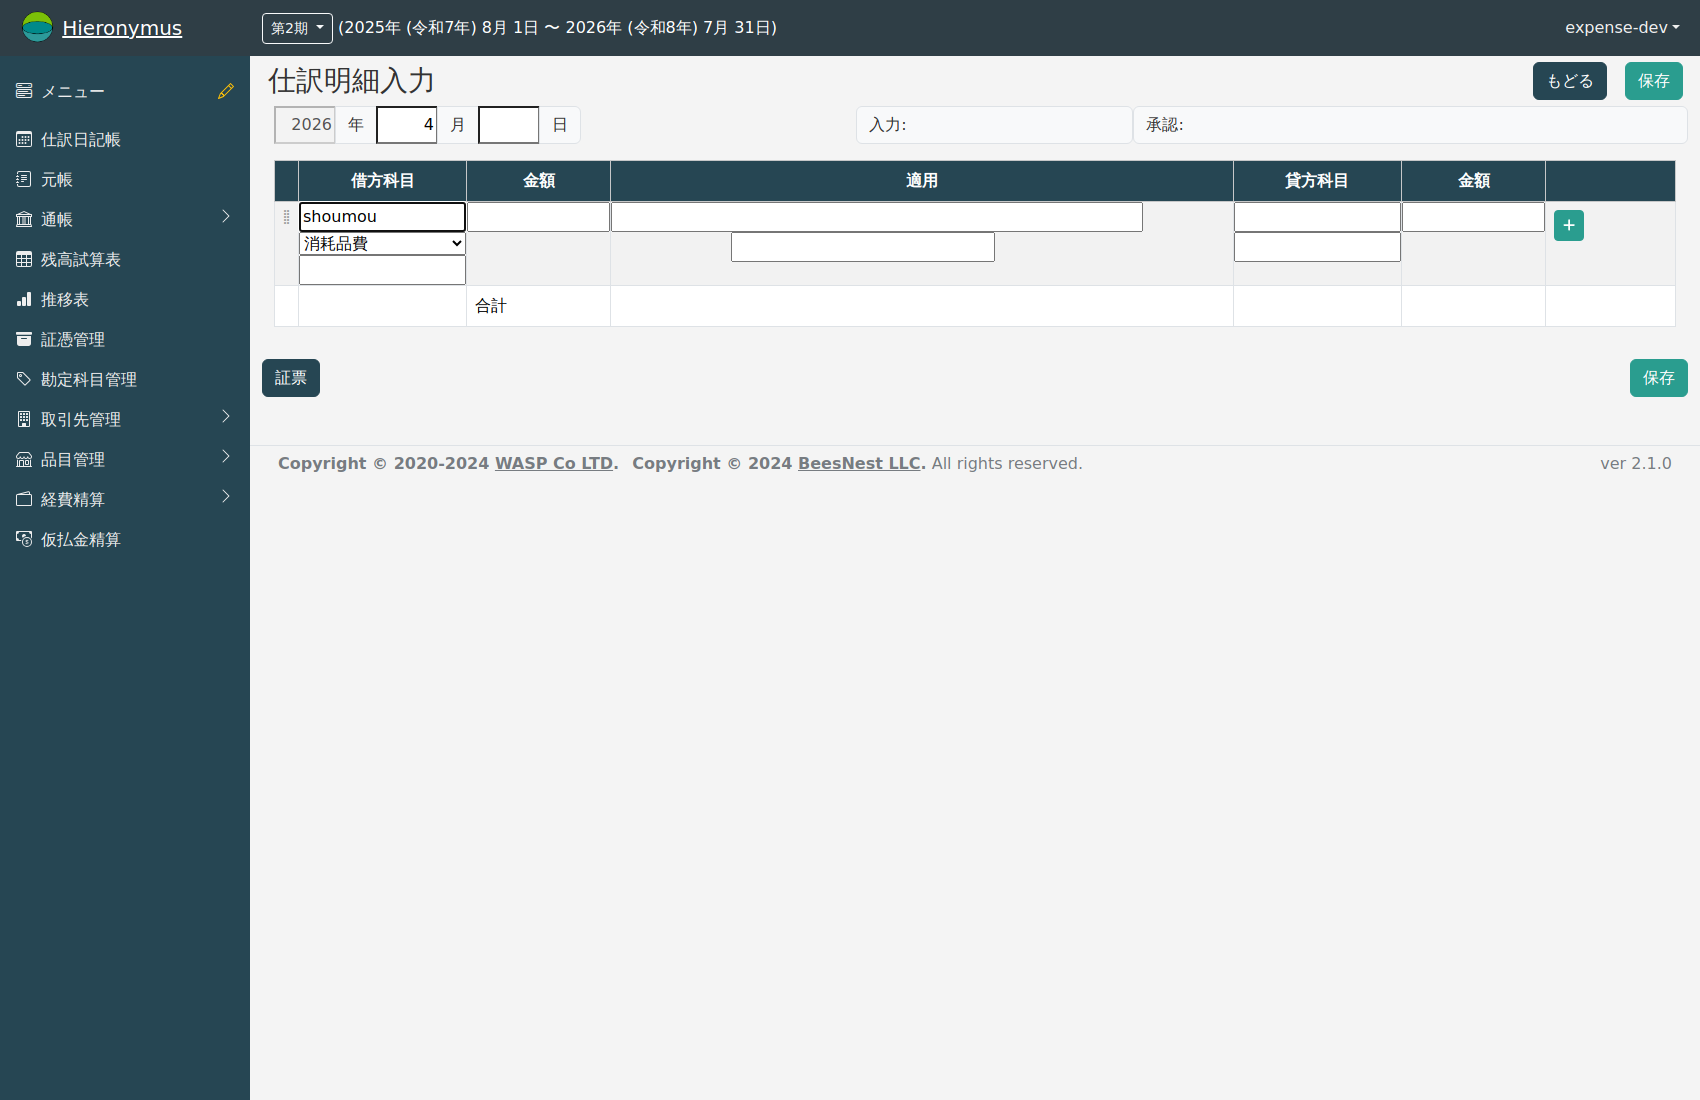 Hieronymus
第2期 (2025年 (令和7年) 8月 1日 〜 2026年 (令和8年) 7月 31日)
expense-dev
メニュー
仕訳日記帳
元帳
通帳
残高試算表
推移表
証憑管理
勘定科目管理
取引先管理
品目管理
経費精算
仮払金精算
仕訳明細入力
もどる 保存
2026 年 4 月 日 入力: 承認:
借方科目 金額 適用 貸方科目 金額
shoumou
消耗品費
合計
証票 保存
Copyright © 2020-2024 WASP Co LTD. Copyright © 2024 BeesNest LLC. All rights reserved. ver 2.1.0